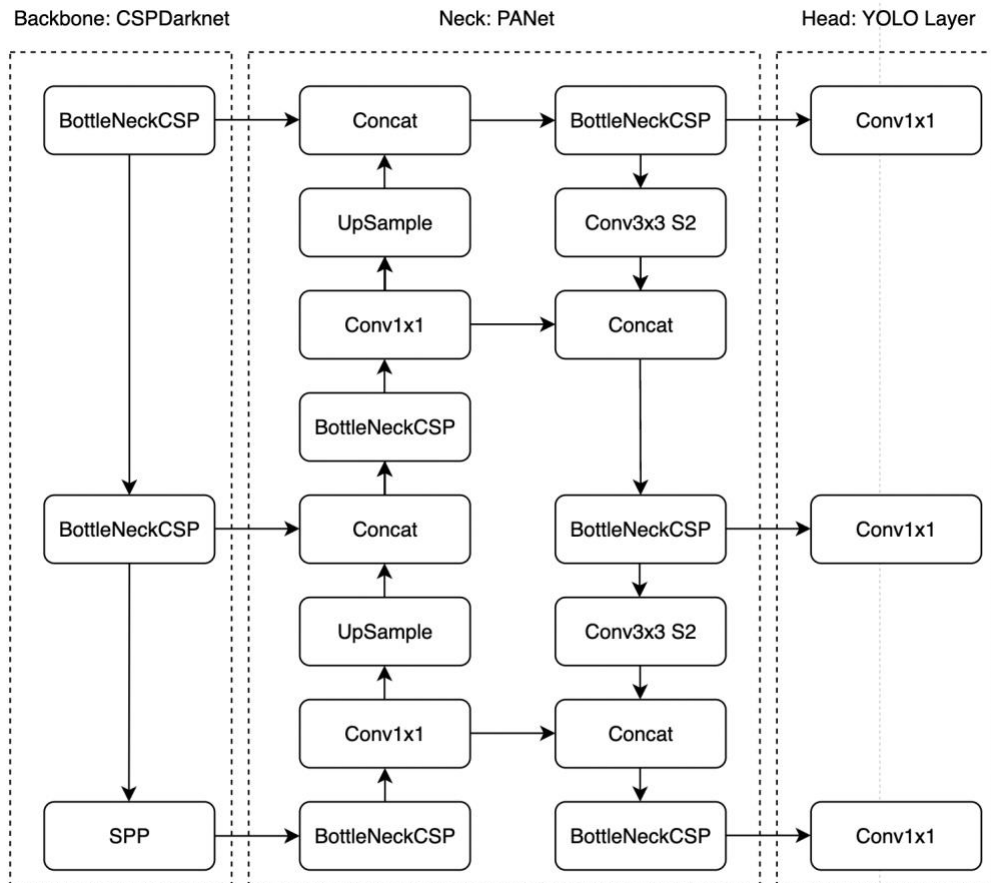 Backbone: CSPDarknet
Neck: PANet
Head: YOLO Layer
BottleNeckCSP
Concat
BottleNeckCSP
Conv1x1
UpSample
Conv3x3 S2
Conv1x1
Concat
BottleNeckCSP
BottleNeckCSP
Concat
BottleNeckCSP
Conv1x1
UpSample
Conv3x3 S2
Conv1x1
Concat
SPP
BottleNeckCSP
BottleNeckCSP
Conv1x1